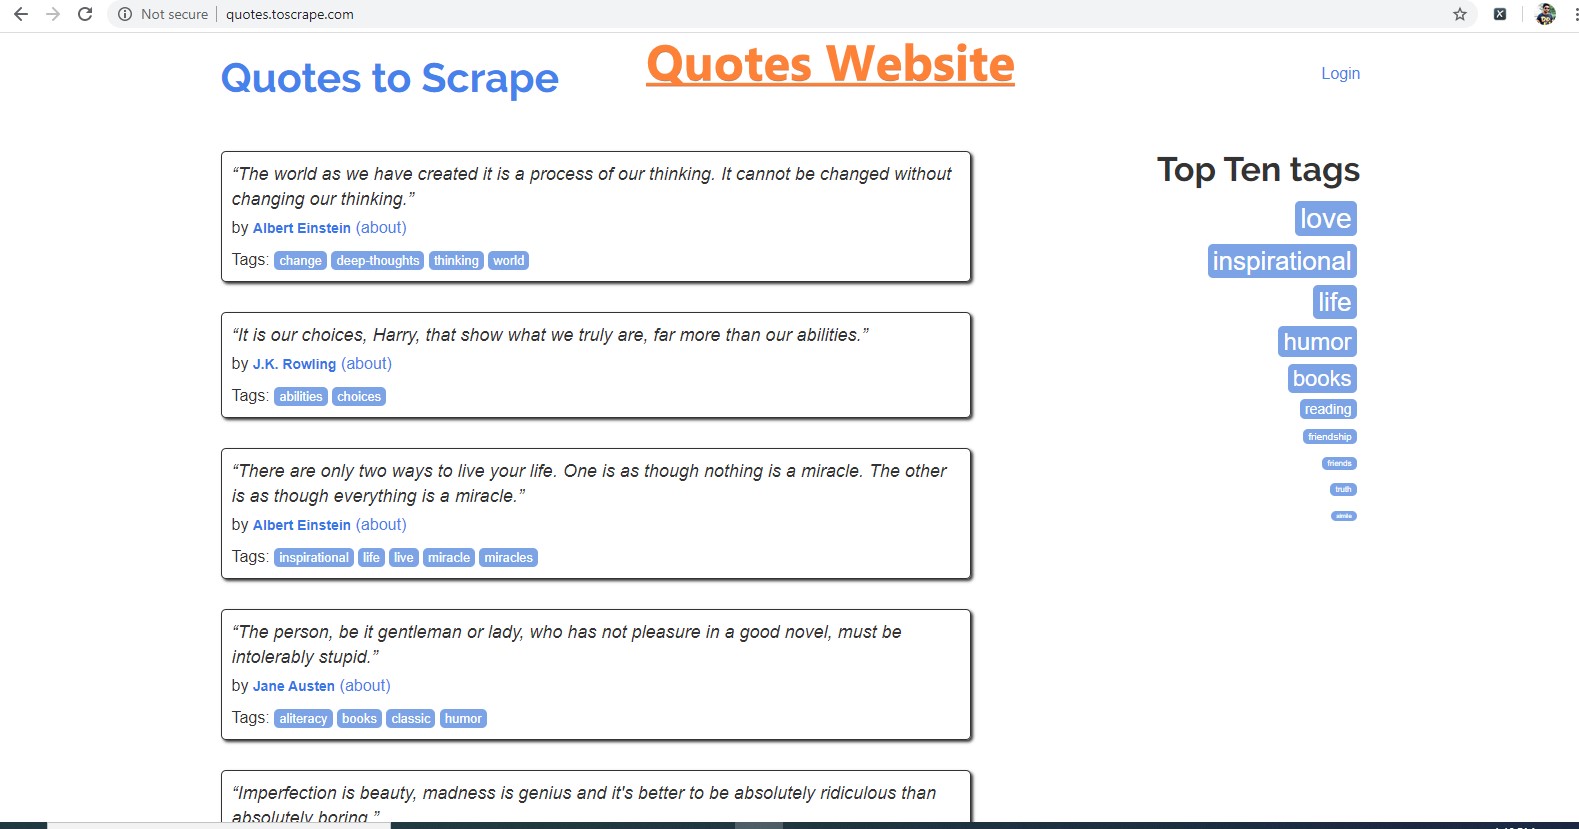 Not secure | quotes.toscrape.com
Quotes to Scrape
Quotes Website
Login
“The world as we have created it is a process of our thinking. It cannot be changed without
changing our thinking.”
by Albert Einstein (about)
Tags: change deep-thoughts thinking world
“It is our choices, Harry, that show what we truly are, far more than our abilities.”
by J.K. Rowling (about)
Tags: abilities choices
“There are only two ways to live your life. One is as though nothing is a miracle. The other
is as though everything is a miracle.”
by Albert Einstein (about)
Tags: inspirational life live miracle miracles
“The person, be it gentleman or lady, who has not pleasure in a good novel, must be
intolerably stupid.”
by Jane Austen (about)
Tags: aliteracy books classic humor
“Imperfection is beauty, madness is genius and it's better to be absolutely ridiculous than
absolutely boring.”
Top Ten tags
love
inspirational
life
humor
books
reading
friendship
friends
truth
simile